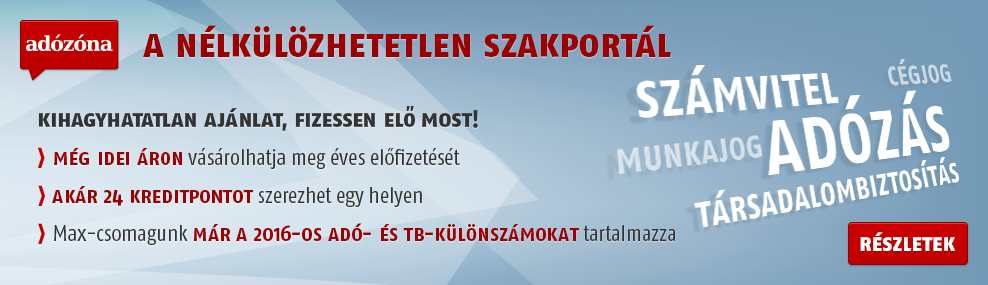 adózóna
A NÉLKÜLÖZHETETLEN SZAKPORTÁL
KIHAGYHATATLAN AJÁNLAT, FIZESSEN ELŐ MOST!
⟩ MÉG IDEI ÁRON vásárolhatja meg éves előfizetését
⟩ AKÁR 24 KREDITPONTOT szerezhet egy helyen
⟩ Max-csomagunk MÁR A 2016-OS ADÓ- ÉS TB-KÜLÖNSZÁMOKAT tartalmazza
SZÁMVITEL
CÉGJOG
MUNKAJOG
ADÓZÁS
TÁRSADALOMBIZTOSÍTÁS
RÉSZLETEK